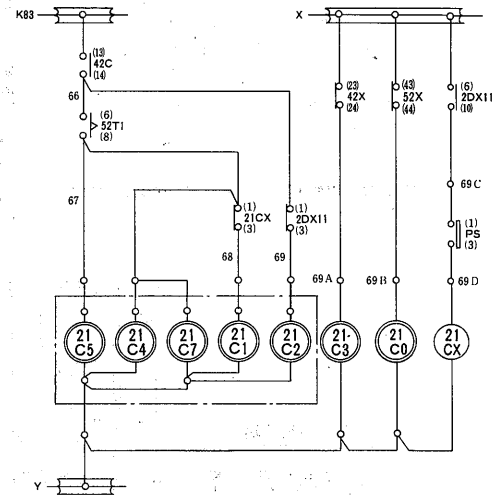 K83
X
(13)
42C
(14)
66
(6)
52T1
(8)
67
(1)
21CX
(3)
68
(1)
2DX11
(3)
69
(23)
42X
(24)
69A
(43)
52X
(44)
69B
(6)
2DX11
(10)
69C
(1)
PS
(3)
69D
21
C5
21
C4
21
C7
21
C1
21
C2
21-
C3
21
C0
21
CX
Y